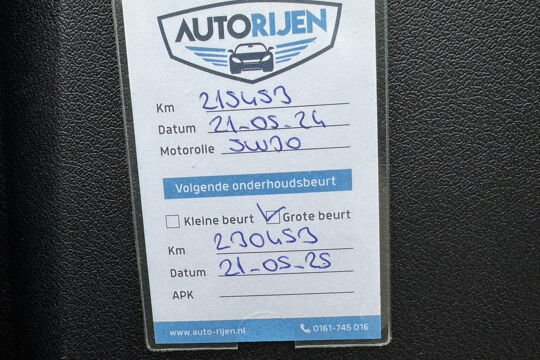 AUTORIJEN
Km 215453
Datum 21-05-24
Motorolie 5W30
Volgende onderhoudsbeurt
Kleine beurt Grote beurt
Km 230453
Datum 21-05-25
APK
www.auto-rijen.nl 0161-745 016